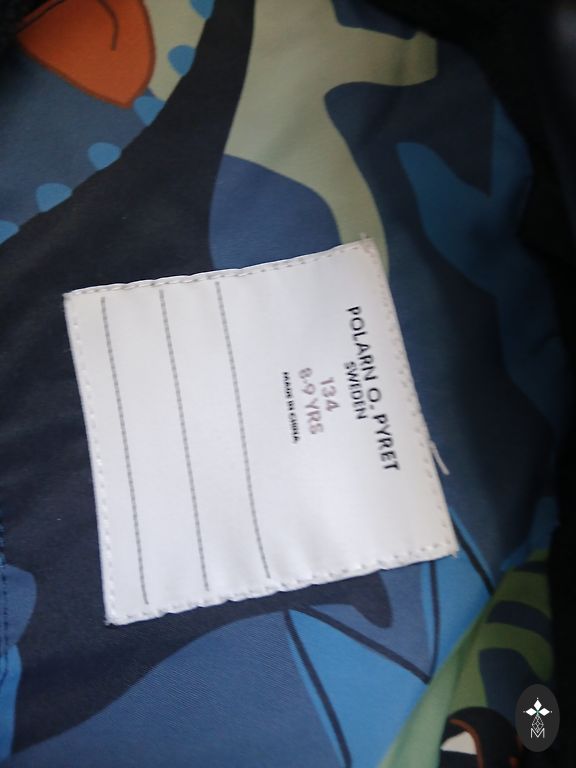 POLARN O. PYRET
SWEDEN
134
8-9 YRS
MADE IN CHINA